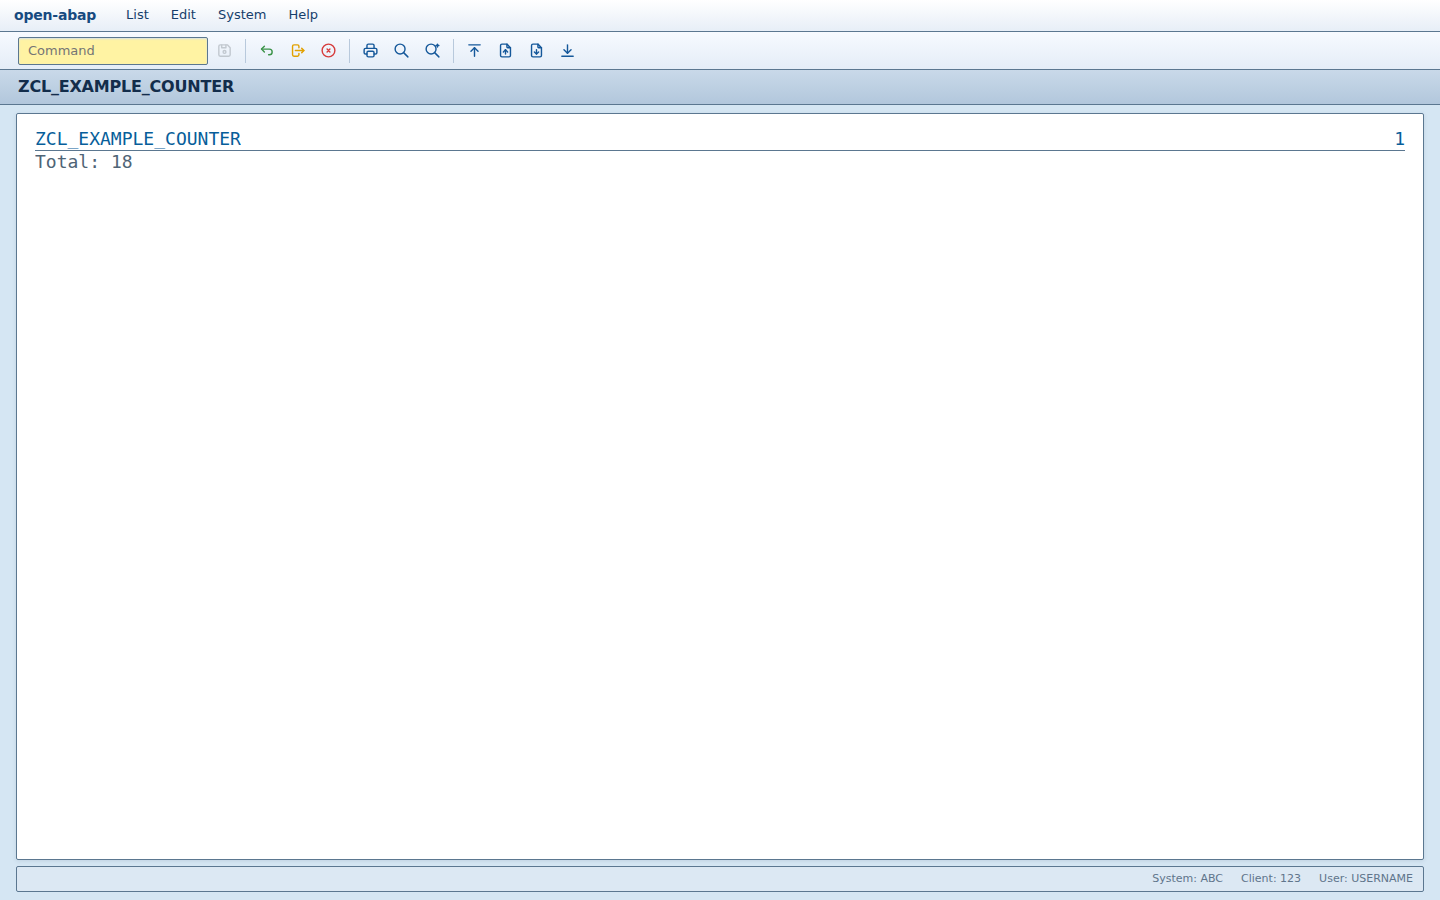 open-abap List Edit System Help
Command
ZCL_EXAMPLE_COUNTER
ZCL_EXAMPLE_COUNTER 1
Total: 18
System: ABC Client: 123 User: USERNAME